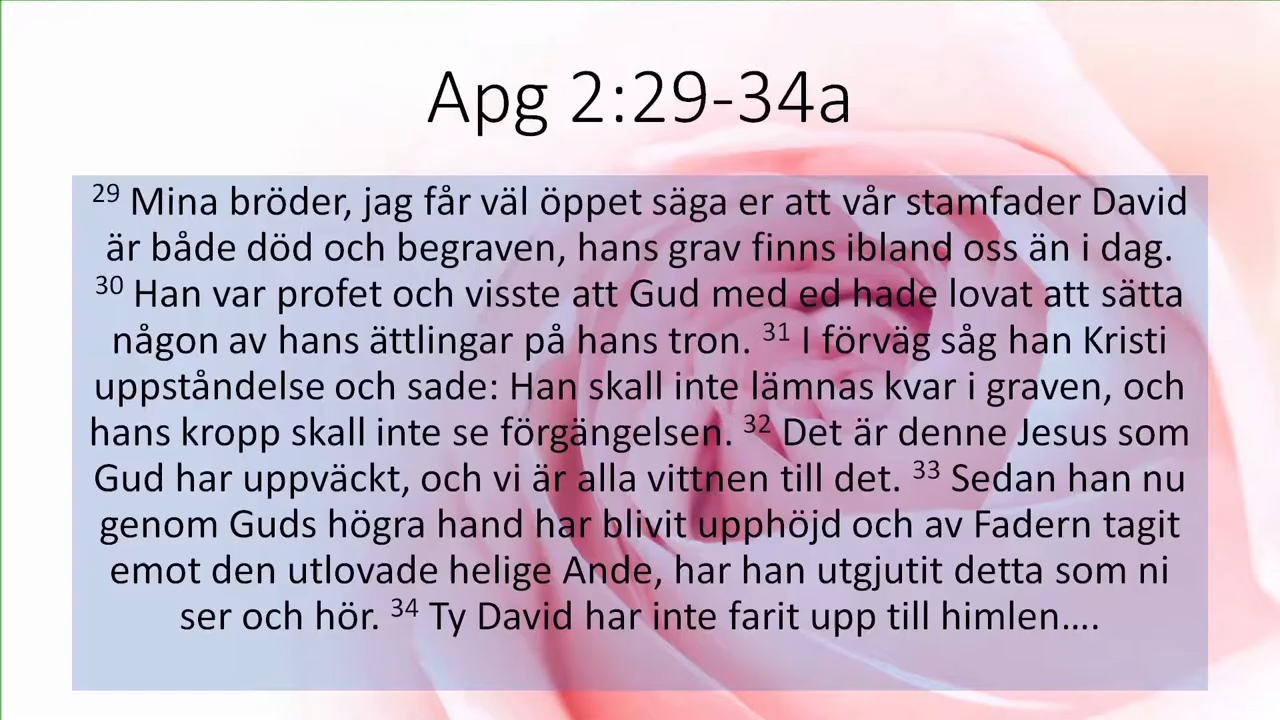 Apg 2:29-34a
29 Mina bröder, jag får väl öppet säga er att vår stamfader David
är både död och begraven, hans grav finns ibland oss än i dag.
30 Han var profet och visste att Gud med ed hade lovat att sätta
någon av hans ättlingar på hans tron. 31 I förväg såg han Kristi
uppståndelse och sade: Han skall inte lämnas kvar i graven, och
hans kropp skall inte se förgängelsen. 32 Det är denne Jesus som
Gud har uppväckt, och vi är alla vittnen till det. 33 Sedan han nu
genom Guds högra hand har blivit upphöjd och av Fadern tagit
emot den utlovade helige Ande, har han utgjutit detta som ni
ser och hör. 34 Ty David har inte farit upp till himlen….